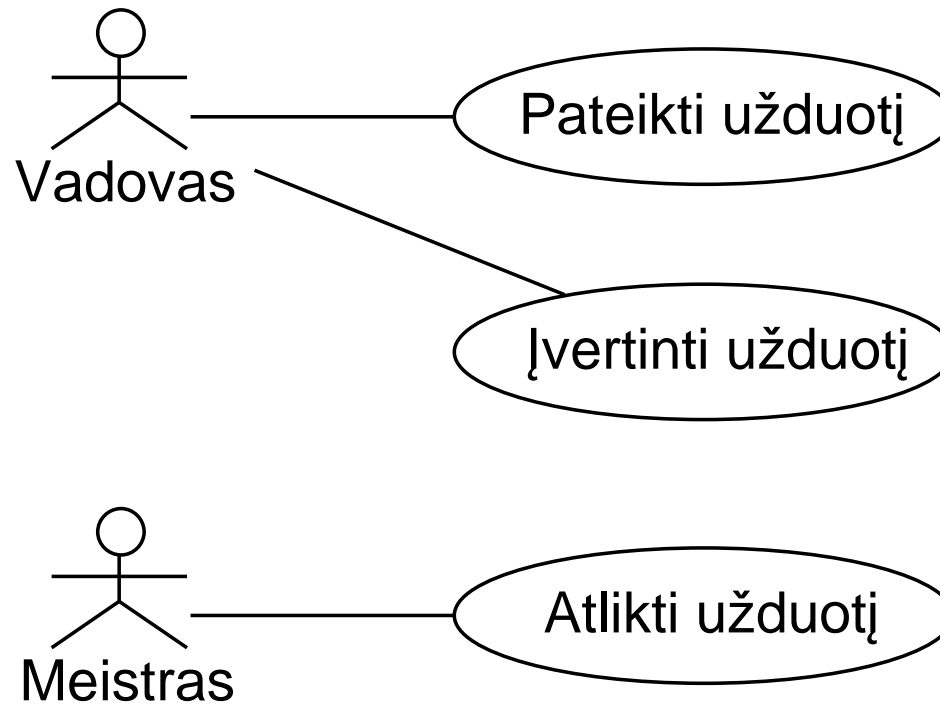 Pateikti užduotį
Vadovas
Įvertinti užduotį
Atlikti užduotį
Meistras